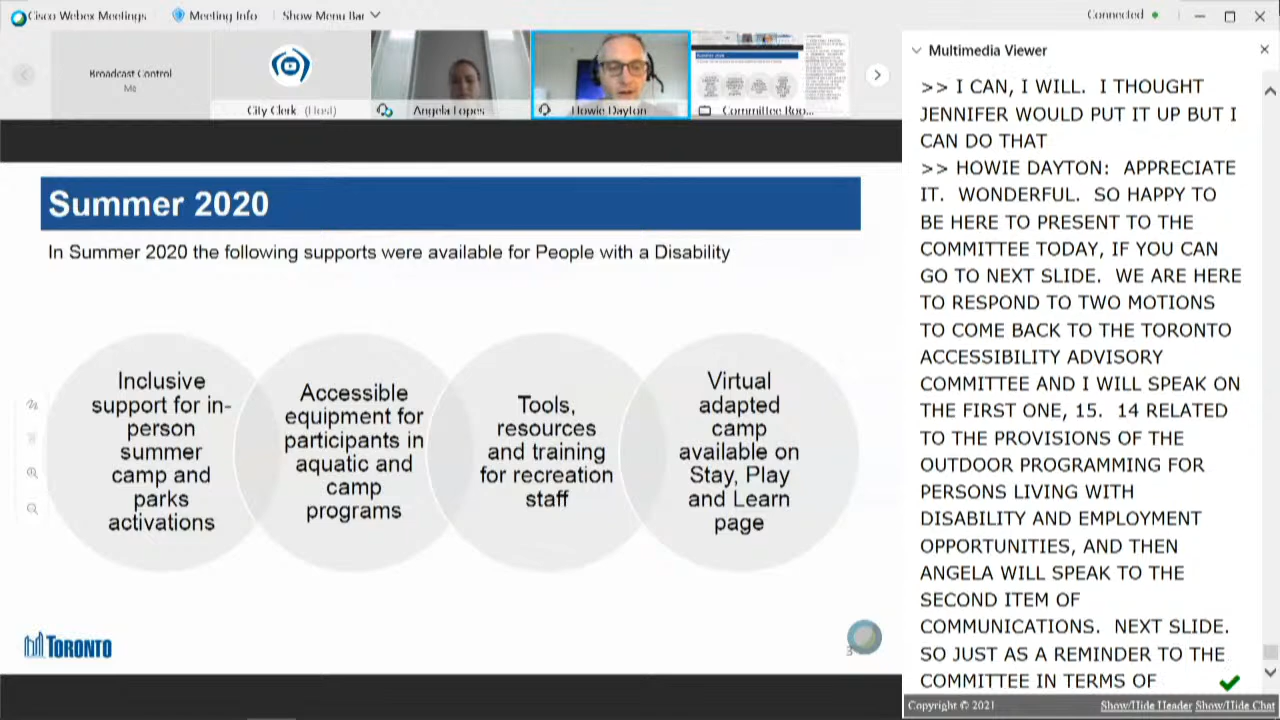 Cisco Webex Meetings
Meeting Info
Show Menu Bar
Connected
Broadcast Control
City Clerk (Host)
Angela Lopes
Howie Dayton
SUMMER 2020
Committee Roo...
Summer 2020
In Summer 2020 the following supports were available for People with a Disability
Inclusive
support for in-
person
summer
camp and
parks
activations
Accessible
equipment for
participants in
aquatic and
camp
programs
Tools,
resources
and training
for recreation
staff
Virtual
adapted
camp
available on
Stay, Play
and Learn
page
TORONTO
3
Multimedia Viewer
>> I CAN, I WILL. I THOUGHT
JENNIFER WOULD PUT IT UP BUT I
CAN DO THAT
>> HOWIE DAYTON: APPRECIATE
IT. WONDERFUL. SO HAPPY TO
BE HERE TO PRESENT TO THE
COMMITTEE TODAY, IF YOU CAN
GO TO NEXT SLIDE. WE ARE HERE
TO RESPOND TO TWO MOTIONS
TO COME BACK TO THE TORONTO
ACCESSIBILITY ADVISORY
COMMITTEE AND I WILL SPEAK ON
THE FIRST ONE, 15. 14 RELATED
TO THE PROVISIONS OF THE
OUTDOOR PROGRAMMING FOR
PERSONS LIVING WITH
DISABILITY AND EMPLOYMENT
OPPORTUNITIES, AND THEN
ANGELA WILL SPEAK TO THE
SECOND ITEM OF
COMMUNICATIONS. NEXT SLIDE.
SO JUST AS A REMINDER TO THE
COMMITTEE IN TERMS OF
Copyright © 2021
Show/Hide Header Show/Hide Chat